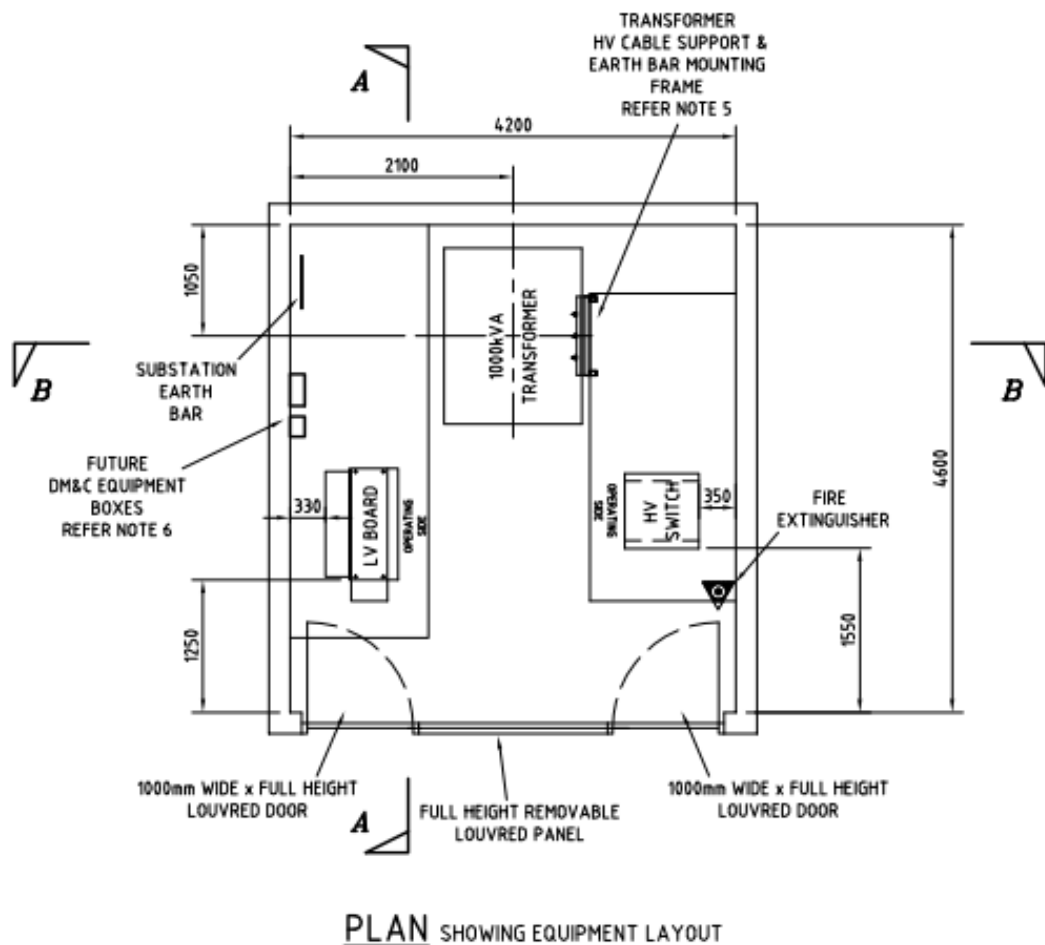 TRANSFORMER
HV CABLE SUPPORT &
EARTH BAR MOUNTING
FRAME
REFER NOTE 5
A
4200
2100
1050
1000kVA
TRANSFORMER
SUBSTATION
EARTH
BAR
B
B
4600
FUTURE
DM&C EQUIPMENT
BOXES
REFER NOTE 6
330
LV BOARD
OPERATING
SIDE
OPERATING
SIDE
HV
SWITCH
350
FIRE
EXTINGUISHER
1250
1550
1000mm WIDE x FULL HEIGHT
LOUVRED DOOR
A
FULL HEIGHT REMOVABLE
LOUVRED PANEL
1000mm WIDE x FULL HEIGHT
LOUVRED DOOR
PLAN SHOWING EQUIPMENT LAYOUT